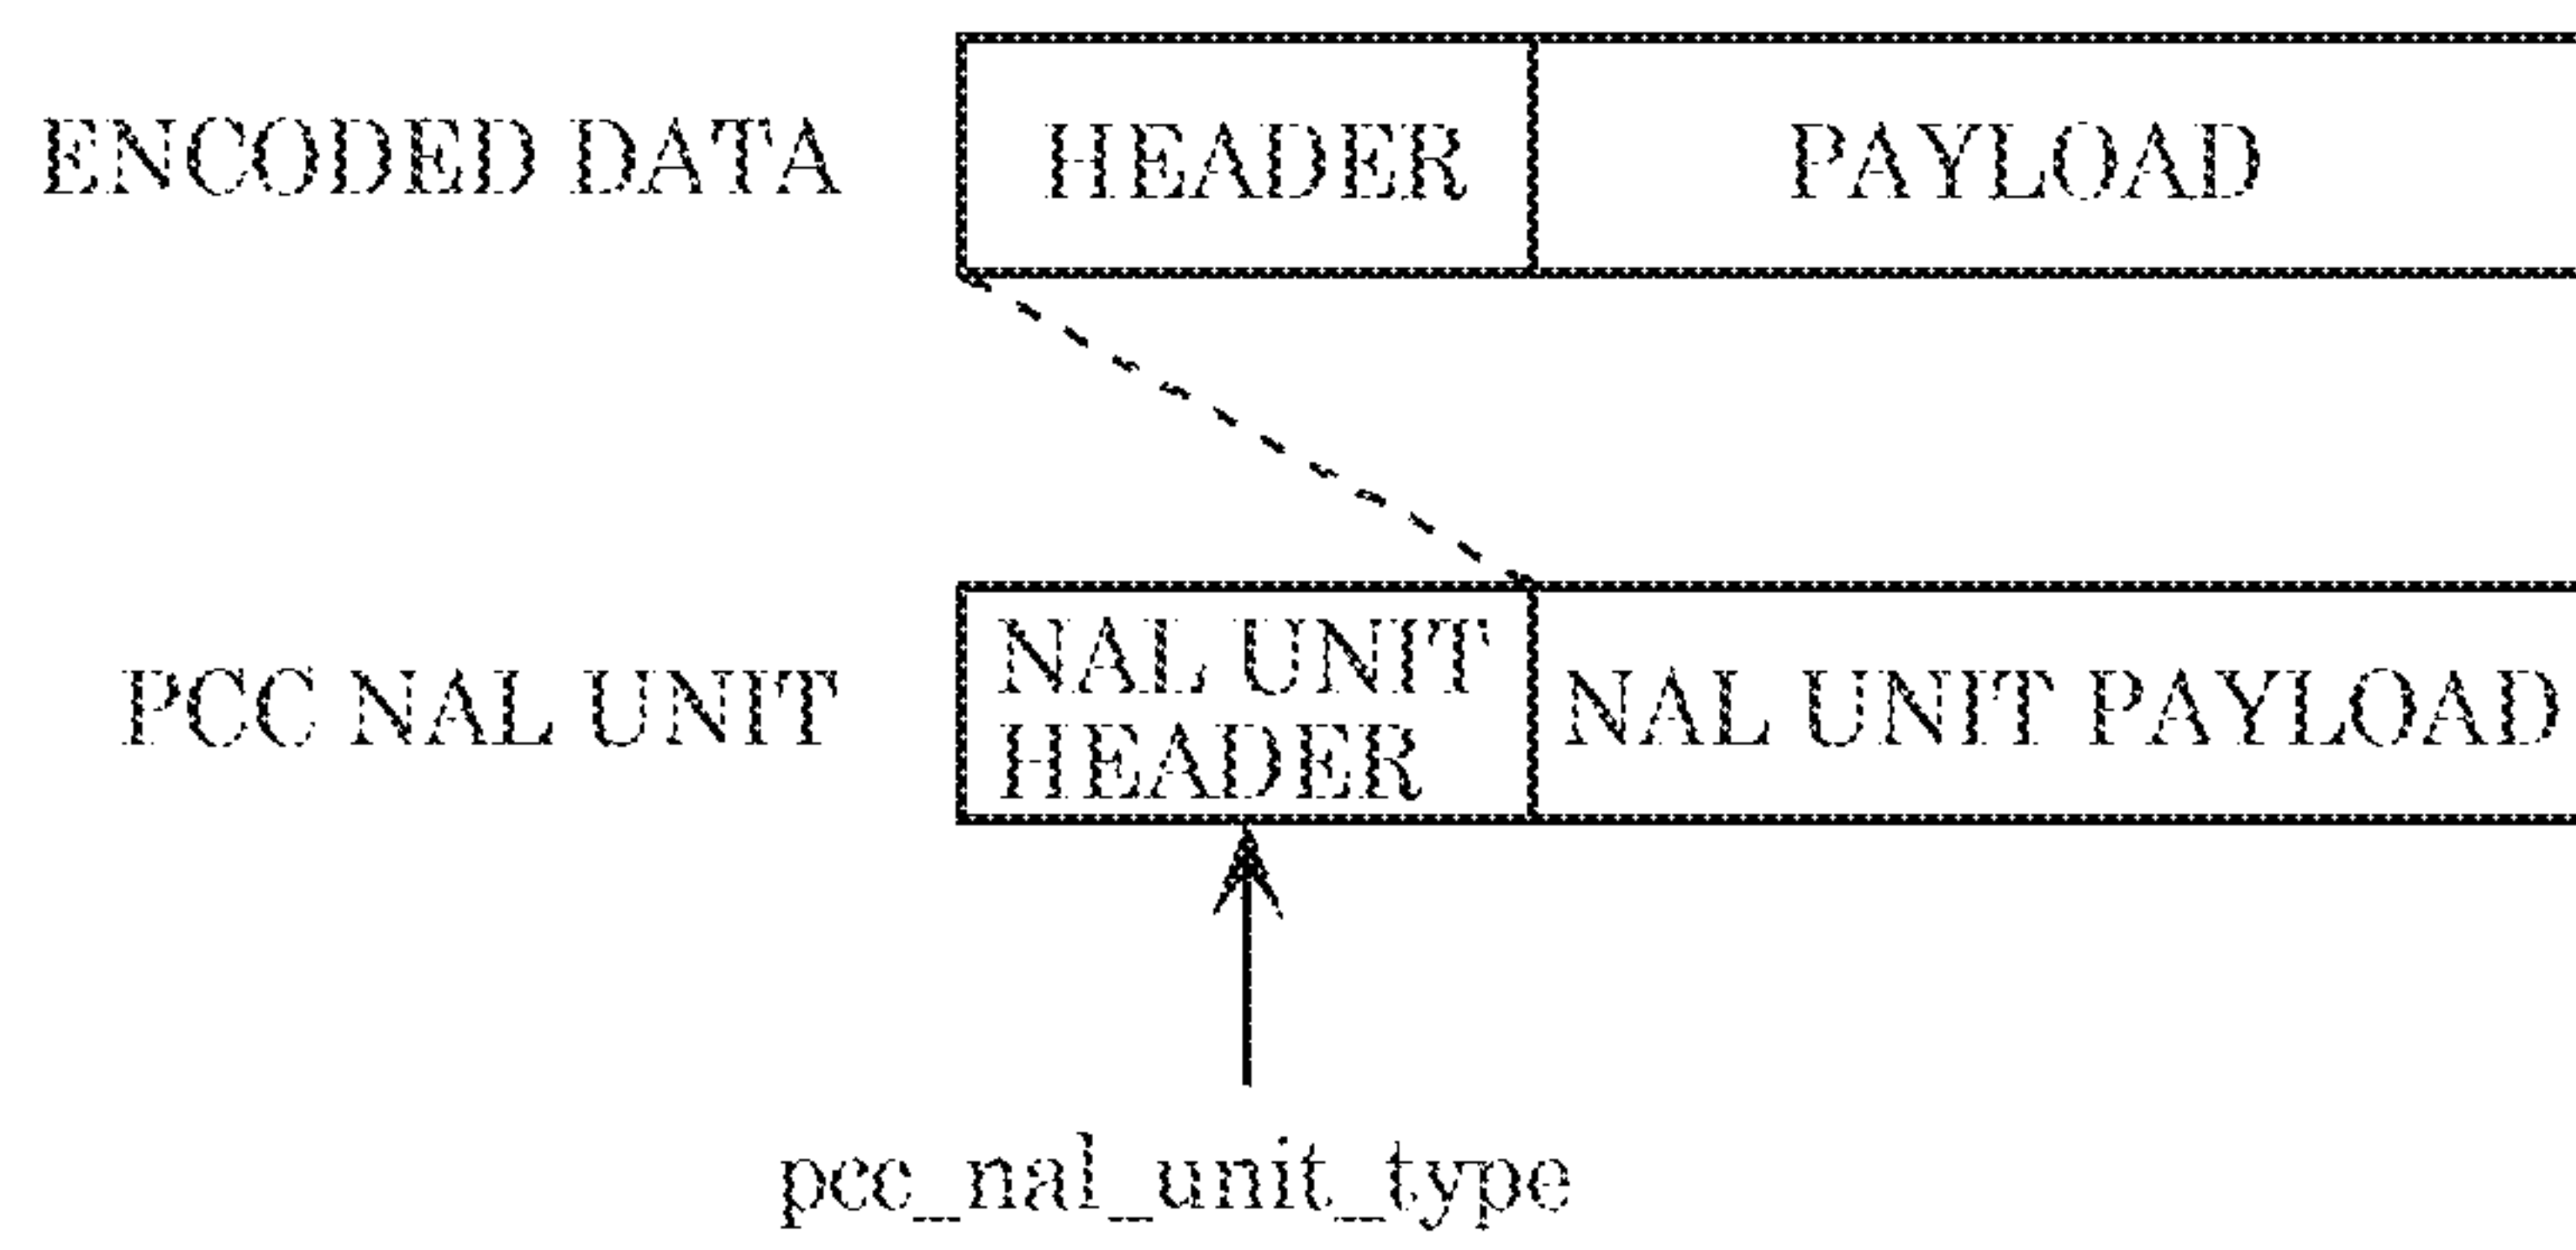 ENCODED DATA
HEADER
PAYLOAD
PCC NAL UNIT
NAL UNIT
HEADER
NAL UNIT PAYLOAD
pcc_nal_unit_type